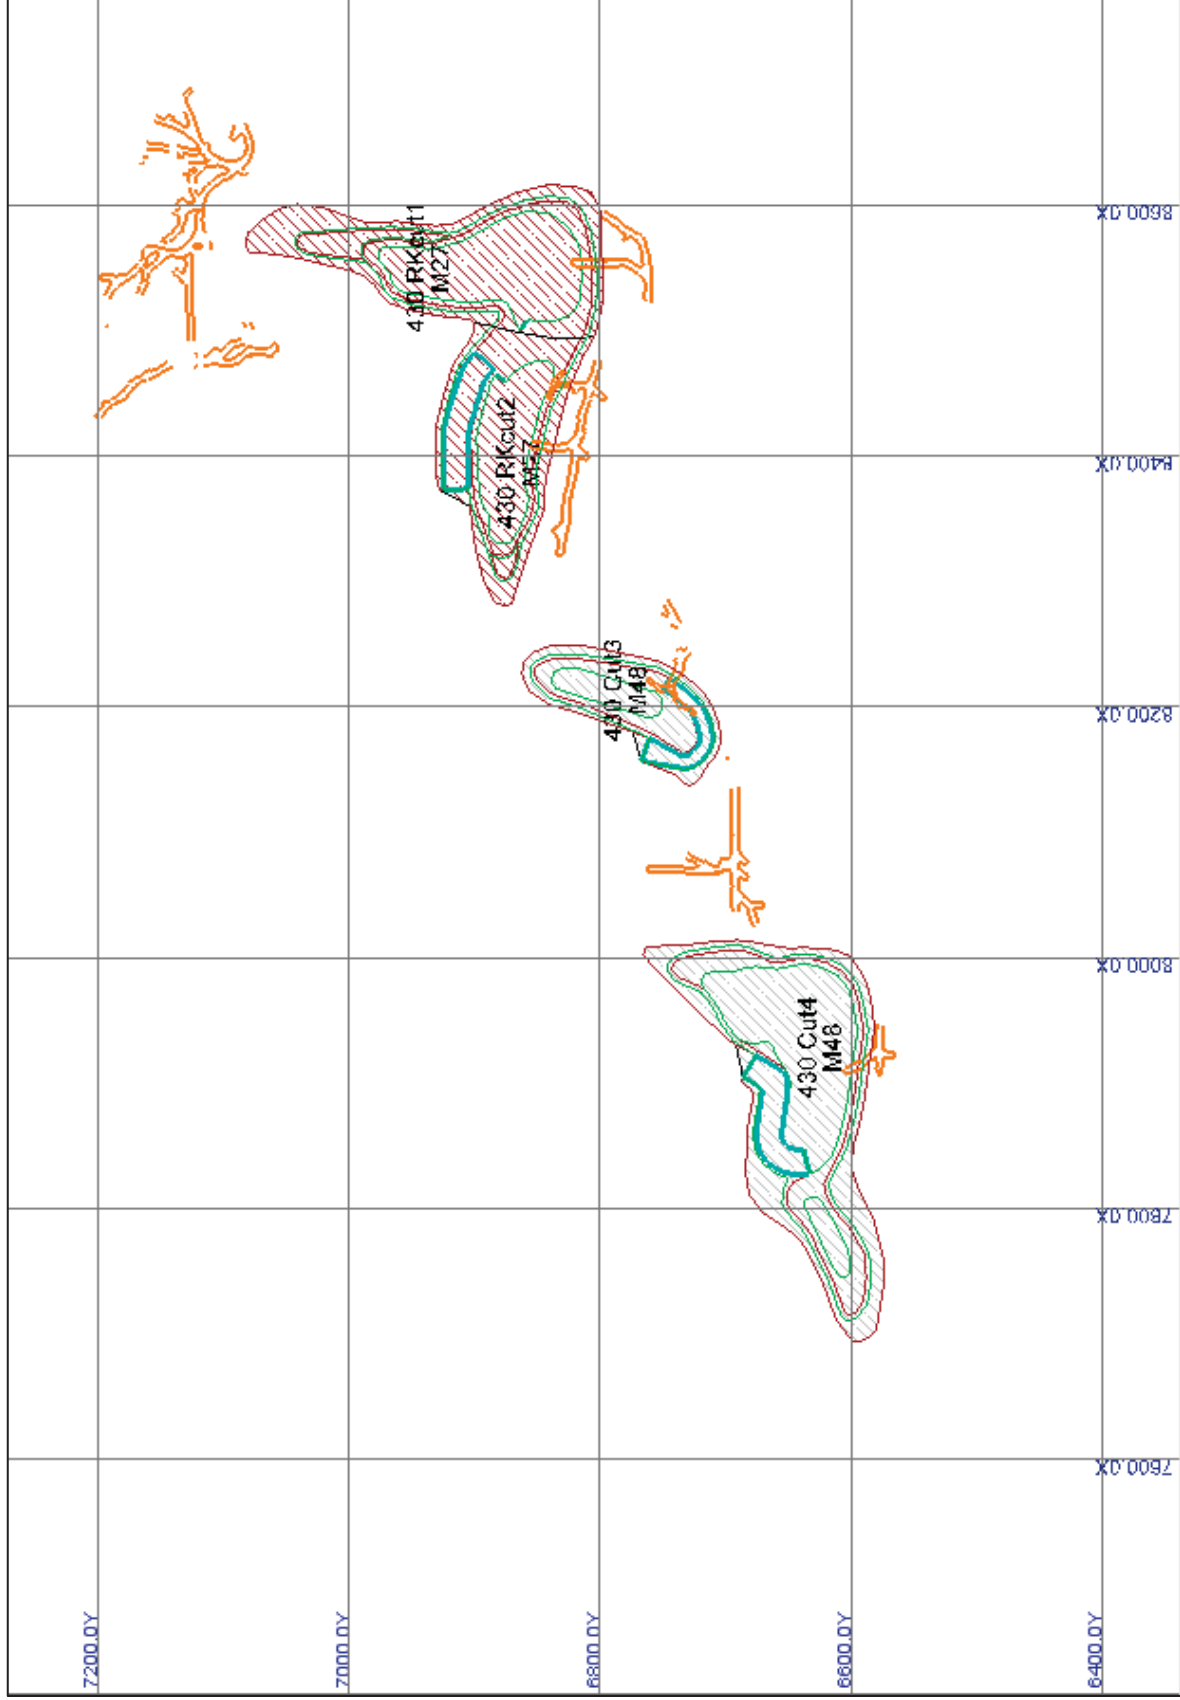 430 RKcut1
M27
430 RKcut2
M27
430 Cut3
M48
430 Cut4
M48
8600.0X
8400.0X
8200.0X
8000.0X
7800.0X
7600.0X
7200.0Y
7000.0Y
6800.0Y
6600.0Y
6400.0Y